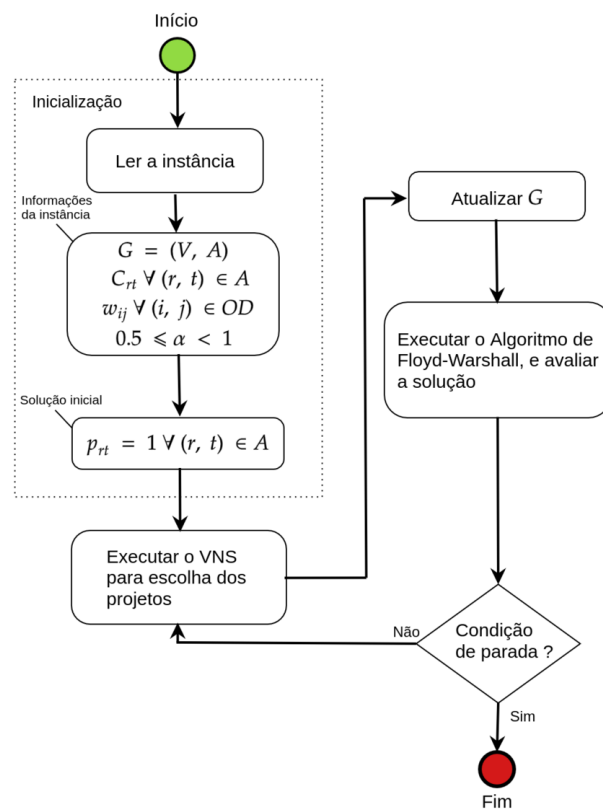 Início
Inicialização
Ler a instância
Informações
da instância
G = (V, A)
C_rt ∀ (r, t) ∈ A
w_ij ∀ (i, j) ∈ OD
0.5 ⩽ α < 1
Solução inicial
p_rt = 1 ∀ (r, t) ∈ A
Executar o VNS
para escolha dos
projetos
Atualizar G
Executar o Algoritmo de
Floyd-Warshall, e avaliar
a solução
Condição
de parada ?
Não
Sim
Fim